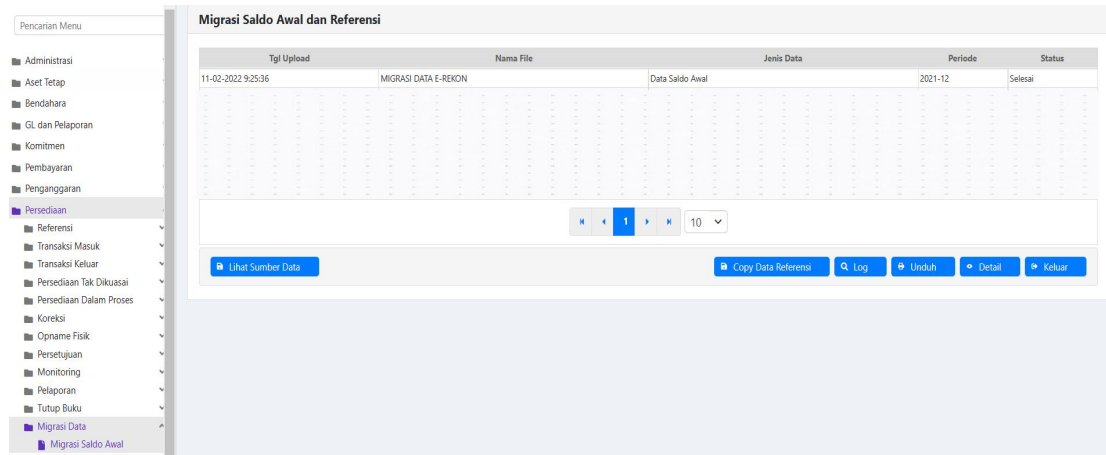 Pencarian Menu
Administrasi
Aset Tetap
Bendahara
GL dan Pelaporan
Komitmen
Pembayaran
Penganggaran
Persediaan
Referensi
Transaksi Masuk
Transaksi Keluar
Persediaan Tak Dikuasai
Persediaan Dalam Proses
Koreksi
Opname Fisik
Persetujuan
Monitoring
Pelaporan
Tutup Buku
Migrasi Data
Migrasi Saldo Awal
Migrasi Saldo Awal dan Referensi
Tgl Upload Nama File Jenis Data Periode Status
11-02-2022 9:25:36 MIGRASI DATA E-REKON Data Saldo Awal 2021-12 Selesai
1 10
Lihat Sumber Data Copy Data Referensi Log Unduh Detail Keluar